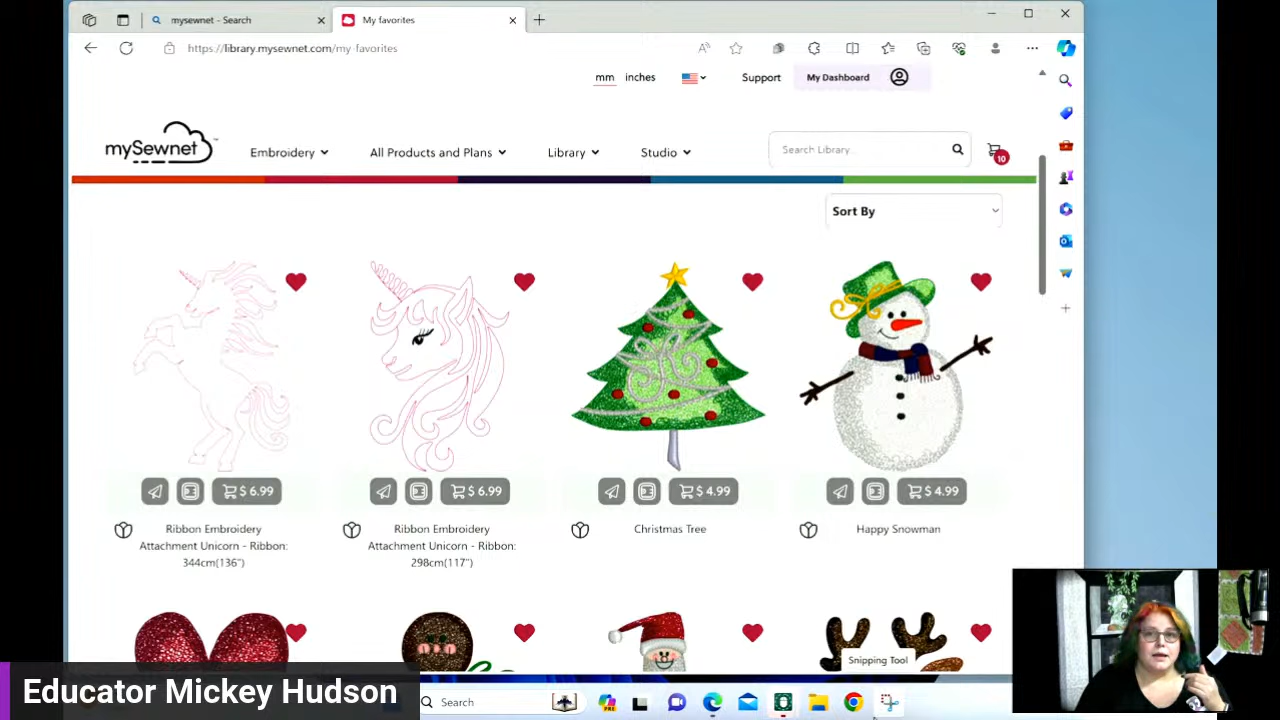 mysewnet - Search
My favorites
https://library.mysewnet.com/my-favorites
mm inches Support My Dashboard
mySewnet™ Embroidery All Products and Plans Library Studio Search Library... 10
Sort By
$ 6.99 $ 6.99 $ 4.99 $ 4.99
Ribbon Embroidery
Attachment Unicorn - Ribbon:
344cm(136")
Ribbon Embroidery
Attachment Unicorn - Ribbon:
298cm(117")
Christmas Tree
Happy Snowman
Snipping Tool
Educator Mickey Hudson
Search
PRE